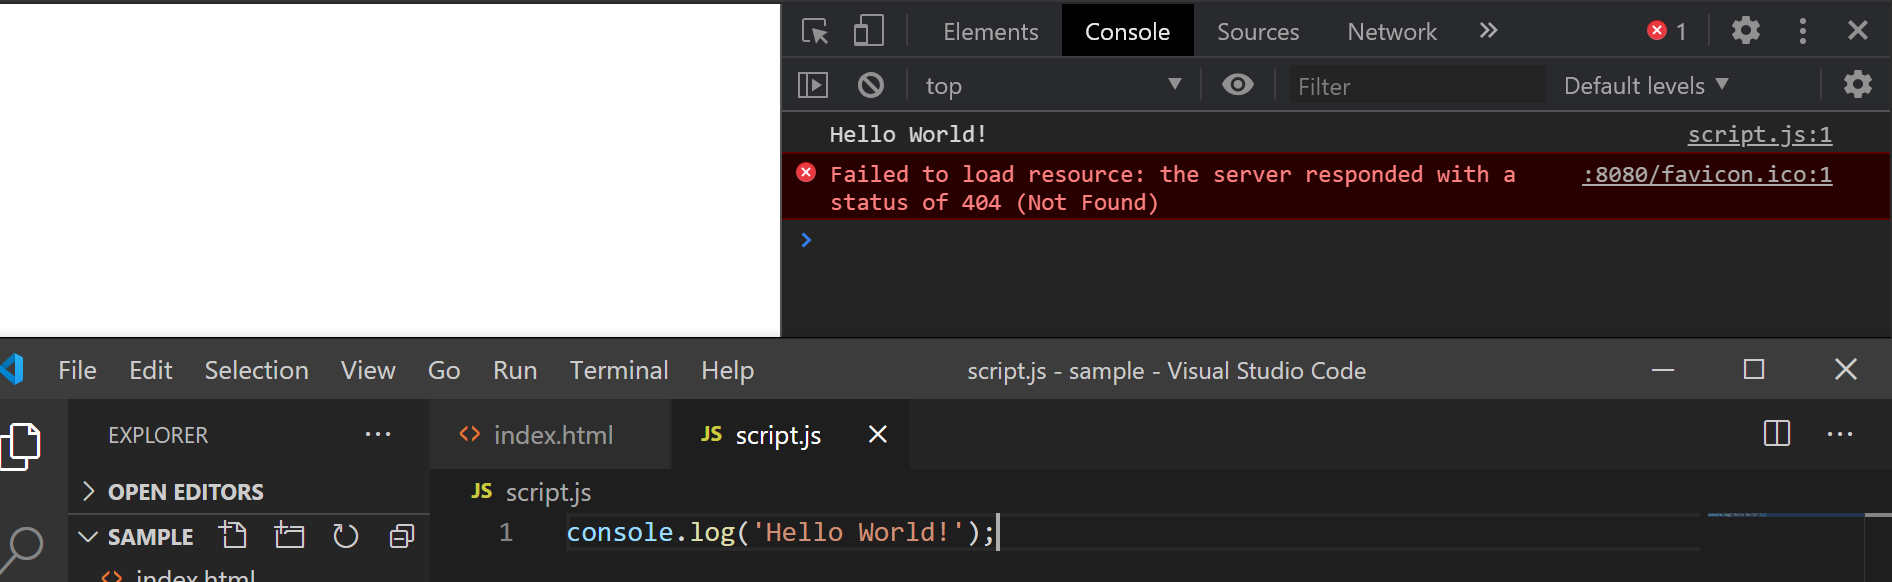 Elements Console Sources Network 1
top Filter Default levels
Hello World! script.js:1
Failed to load resource: the server responded with a :8080/favicon.ico:1
status of 404 (Not Found)
File Edit Selection View Go Run Terminal Help script.js - sample - Visual Studio Code
EXPLORER index.html JS script.js
OPEN EDITORS JS script.js
SAMPLE 1 console.log('Hello World!');
index.html